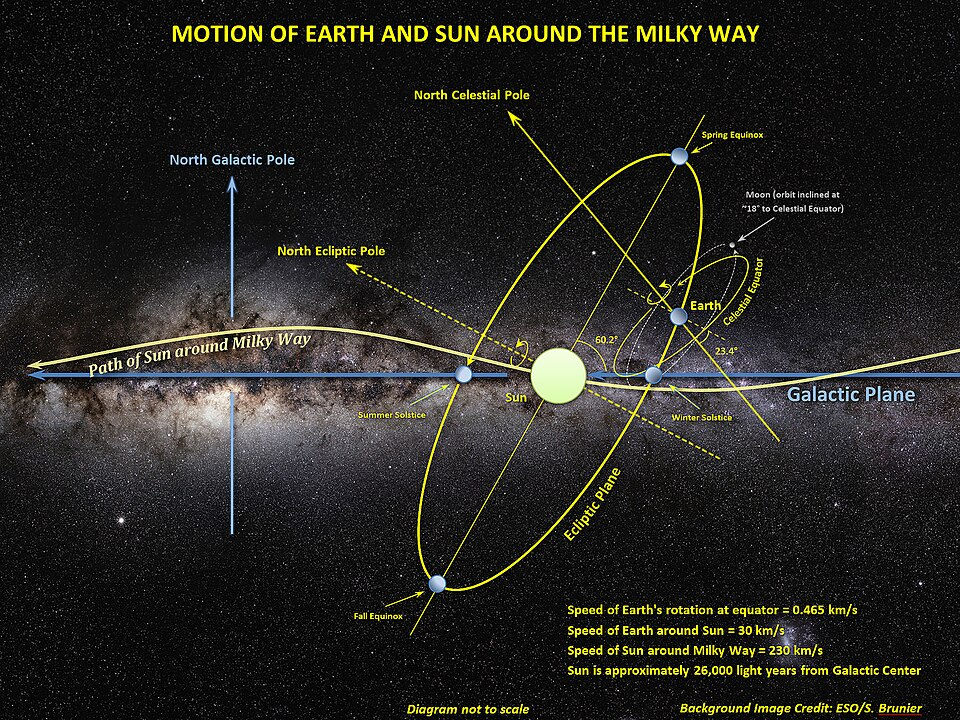 MOTION OF EARTH AND SUN AROUND THE MILKY WAY
North Celestial Pole
Spring Equinox
North Galactic Pole
Moon (orbit inclined at
~18° to Celestial Equator)
North Ecliptic Pole
Celestial Equator
Earth
Path of Sun around Milky Way
60.2°
23.4°
Sun
Galactic Plane
Summer Solstice
Winter Solstice
Ecliptic Plane
Fall Equinox
Speed of Earth's rotation at equator = 0.465 km/s
Speed of Earth around Sun = 30 km/s
Speed of Sun around Milky Way = 230 km/s
Sun is approximately 26,000 light years from Galactic Center
Diagram not to scale
Background Image Credit: ESO/S. Brunier